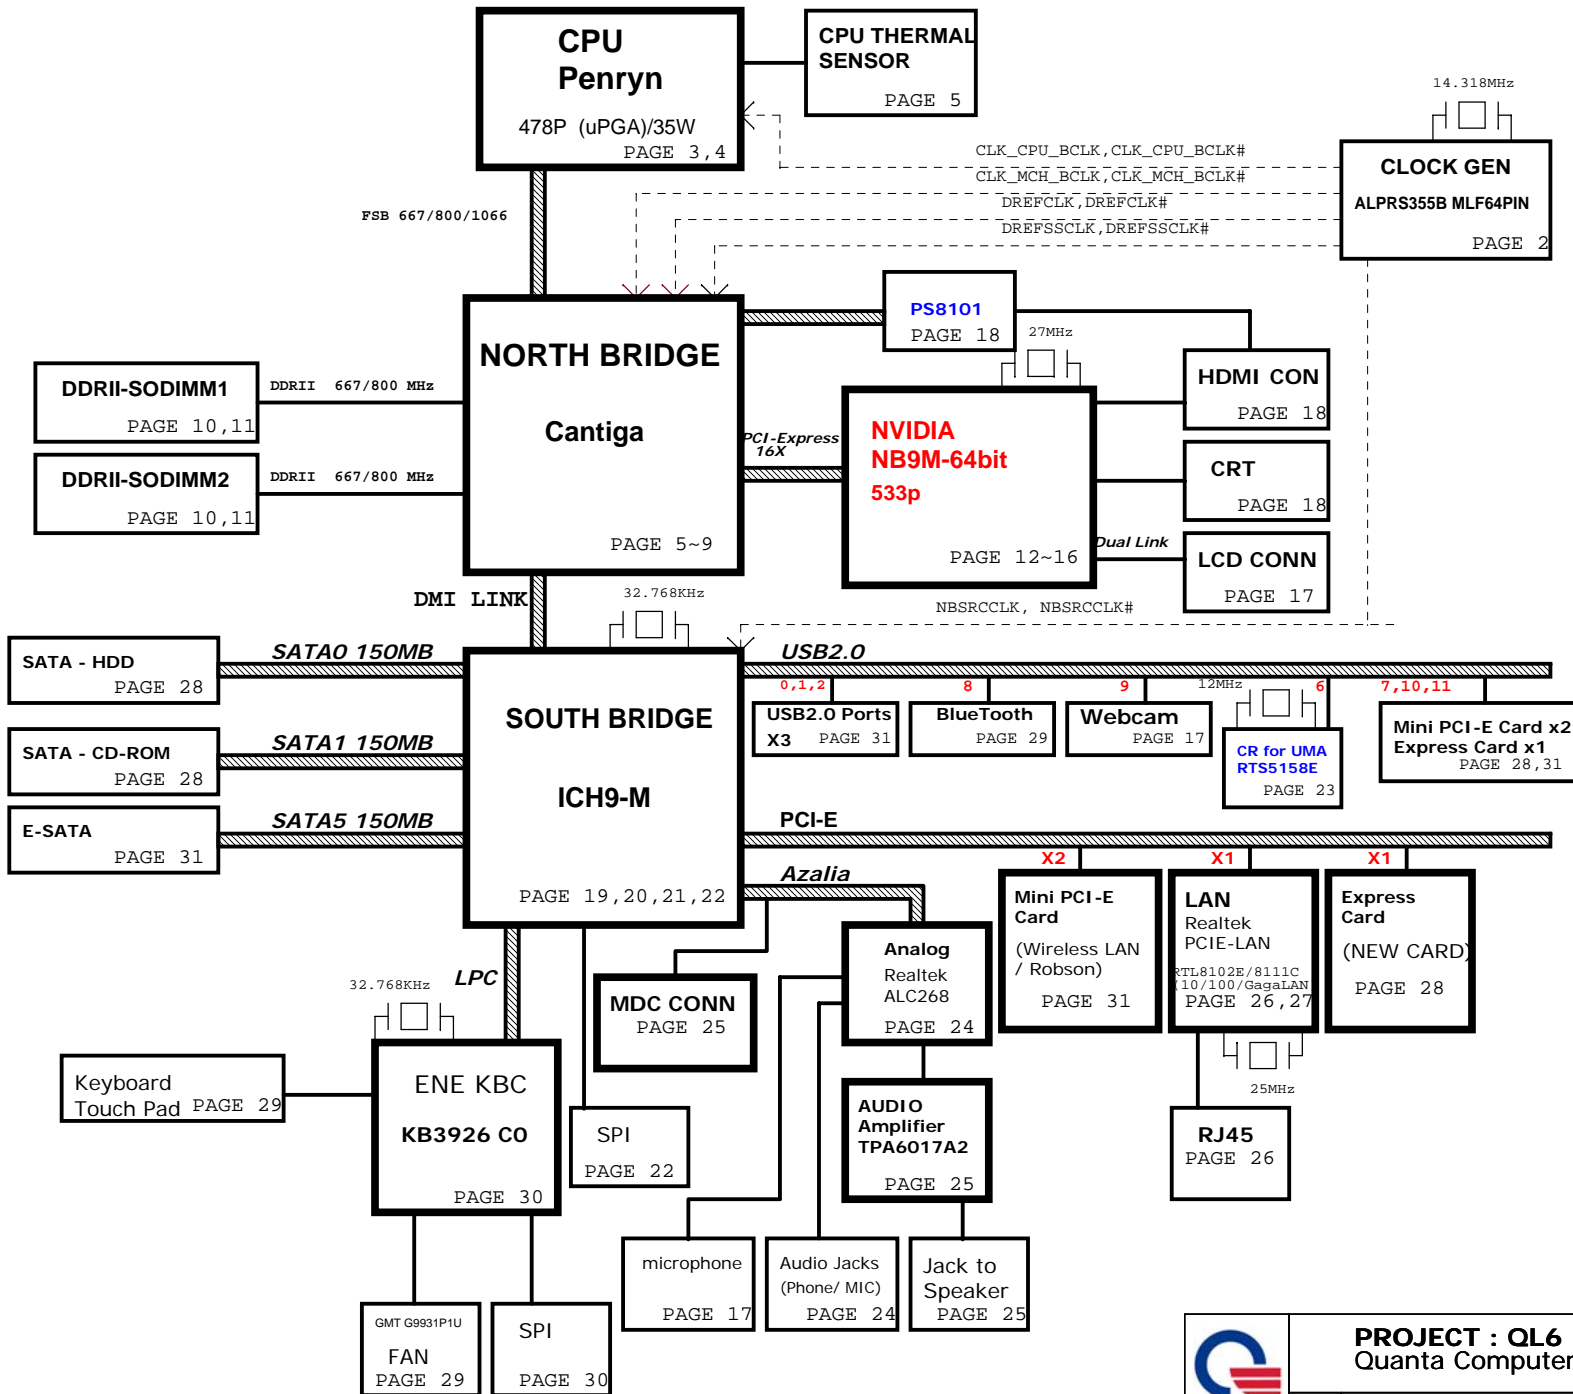 CPU
Penryn
478P (uPGA)/35W
PAGE 3,4
CPU THERMAL
SENSOR
PAGE 5
14.318MHz
CLOCK GEN
ALPRS355B MLF64PIN
PAGE 2
CLK_CPU_BCLK,CLK_CPU_BCLK#
CLK_MCH_BCLK,CLK_MCH_BCLK#
DREFCLK,DREFCLK#
DREFSSCLK,DREFSSCLK#
FSB 667/800/1066
NORTH BRIDGE
Cantiga
PAGE 5~9
DDRII-SODIMM1
PAGE 10,11
DDRII 667/800 MHz
DDRII-SODIMM2
PAGE 10,11
DDRII 667/800 MHz
PS8101
PAGE 18
27MHz
PCI-Express
16X
NVIDIA
NB9M-64bit
533p
PAGE 12~16
HDMI CON
PAGE 18
CRT
PAGE 18
Dual Link
LCD CONN
PAGE 17
DMI LINK
32.768KHz
NBSRCCLK, NBSRCCLK#
SATA - HDD
PAGE 28
SATA0 150MB
SATA - CD-ROM
PAGE 28
SATA1 150MB
E-SATA
PAGE 31
SATA5 150MB
SOUTH BRIDGE
ICH9-M
PAGE 19,20,21,22
USB2.0
0,1,2
8
9
12MHz
6
7,10,11
USB2.0 Ports
X3 PAGE 31
BlueTooth
PAGE 29
Webcam
PAGE 17
CR for UMA
RTS5158E
PAGE 23
Mini PCI-E Card x2
Express Card x1
PAGE 28,31
PCI-E
X2
X1
X1
Mini PCI-E
Card
(Wireless LAN
/ Robson)
PAGE 31
LAN
Realtek
PCIE-LAN
RTL8102E/8111C
(10/100/GagaLAN
PAGE 26,27
Express
Card
(NEW CARD)
PAGE 28
25MHz
RJ45
PAGE 26
Azalia
Analog
Realtek
ALC268
PAGE 24
MDC CONN
PAGE 25
AUDIO
Amplifier
TPA6017A2
PAGE 25
LPC
32.768KHz
ENE KBC
KB3926 C0
PAGE 30
Keyboard
Touch Pad PAGE 29
SPI
PAGE 22
microphone
PAGE 17
Audio Jacks
(Phone/ MIC)
PAGE 24
Jack to
Speaker
PAGE 25
GMT G9931P1U
FAN
PAGE 29
SPI
PAGE 30
PROJECT : QL6
Quanta Computer